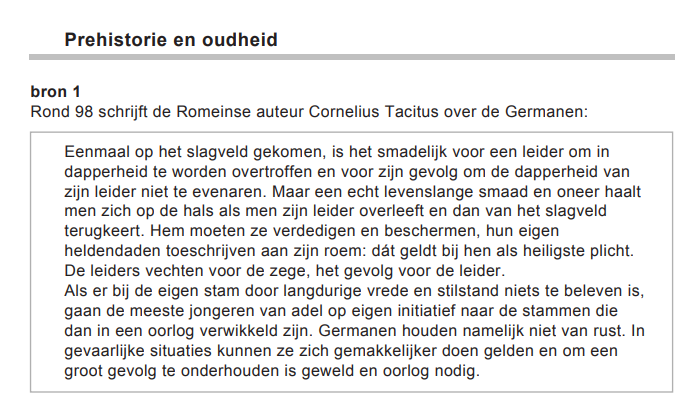 Prehistorie en oudheid
bron 1
Rond 98 schrijft de Romeinse auteur Cornelius Tacitus over de Germanen:
Eenmaal op het slagveld gekomen, is het smadelijk voor een leider om in
dapperheid te worden overtroffen en voor zijn gevolg om de dapperheid van
zijn leider niet te evenaren. Maar een echt levenslange smaad en oneer haalt
men zich op de hals als men zijn leider overleeft en dan van het slagveld
terugkeert. Hem moeten ze verdedigen en beschermen, hun eigen
heldendaden toeschrijven aan zijn roem: dát geldt bij hen als heiligste plicht.
De leiders vechten voor de zege, het gevolg voor de leider.
Als er bij de eigen stam door langdurige vrede en stilstand niets te beleven is,
gaan de meeste jongeren van adel op eigen initiatief naar de stammen die
dan in een oorlog verwikkeld zijn. Germanen houden namelijk niet van rust. In
gevaarlijke situaties kunnen ze zich gemakkelijker doen gelden en om een
groot gevolg te onderhouden is geweld en oorlog nodig.